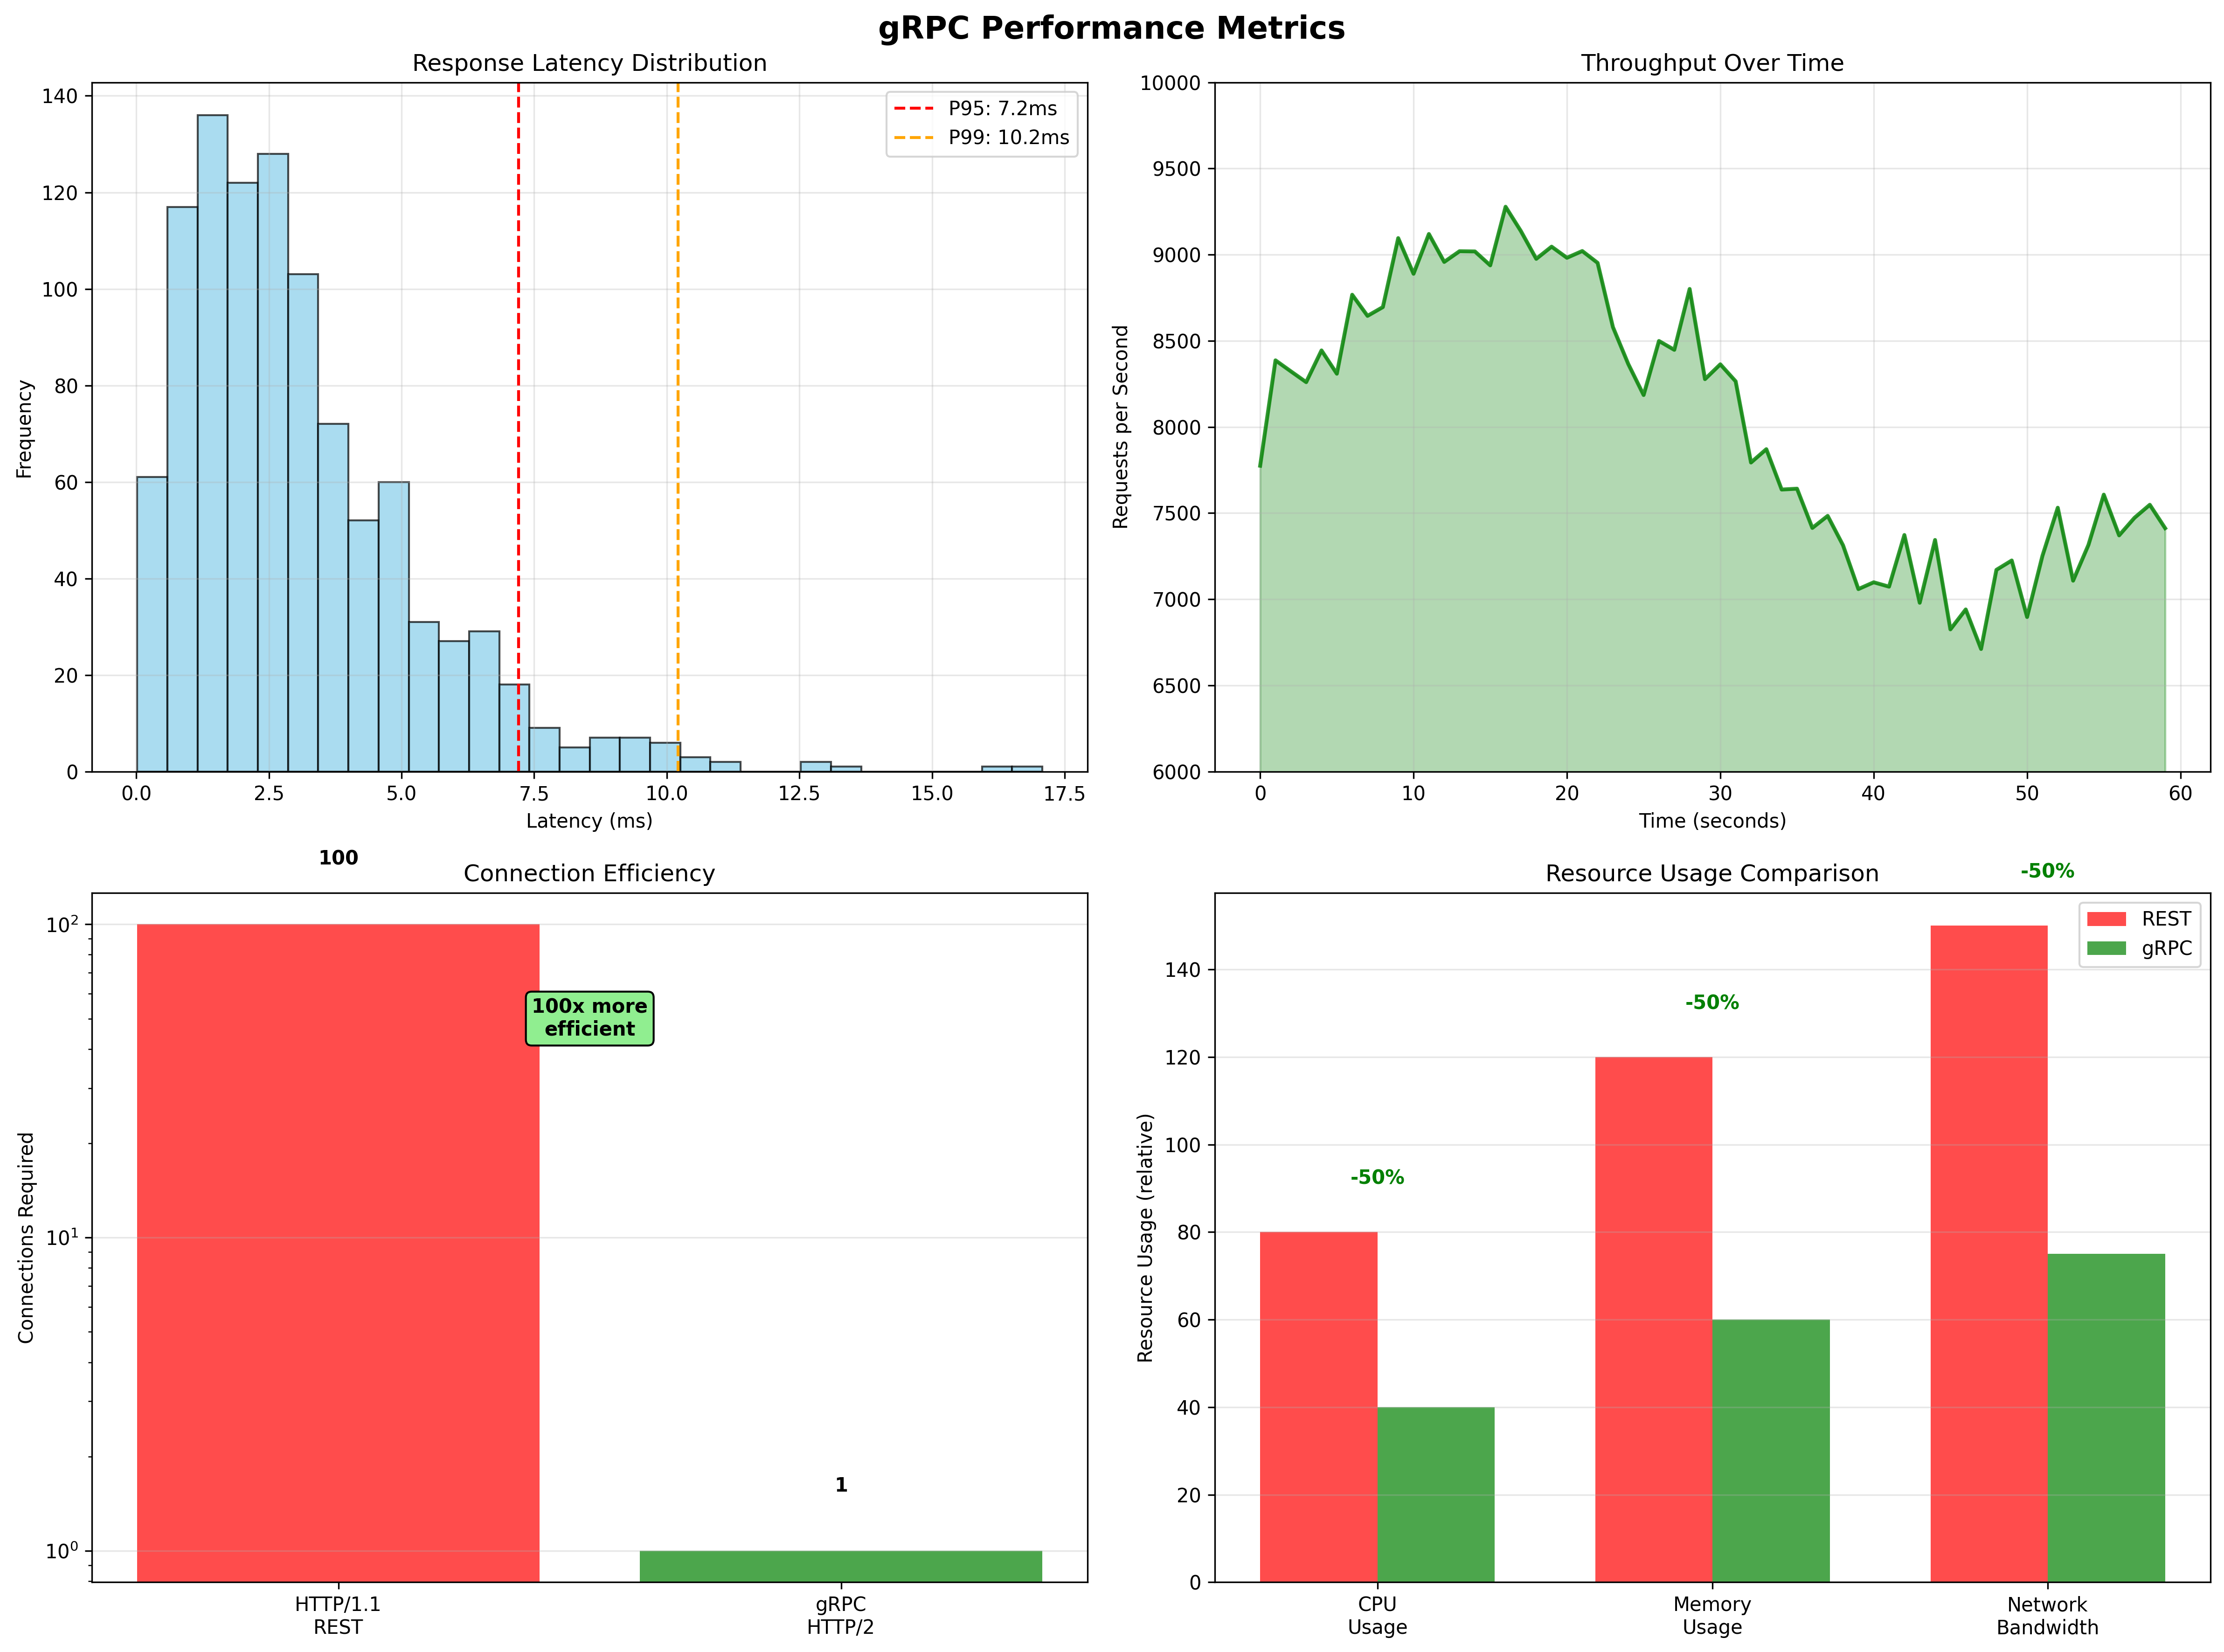 gRPC Performance Metrics
Response Latency Distribution
140
120
100
80
60
40
20
0
Frequency
P95: 7.2ms
P99: 10.2ms
0.0 2.5 5.0 7.5 10.0 12.5 15.0 17.5
Latency (ms)
Throughput Over Time
10000
9500
9000
8500
8000
7500
7000
6500
6000
Requests per Second
0 10 20 30 40 50 60
Time (seconds)
100
Connection Efficiency
10²
10¹
10⁰
Connections Required
100x more
efficient
1
HTTP/1.1
REST
gRPC
HTTP/2
Resource Usage Comparison
-50%
-50%
-50%
REST
gRPC
140
120
100
80
60
40
20
0
Resource Usage (relative)
CPU
Usage
Memory
Usage
Network
Bandwidth